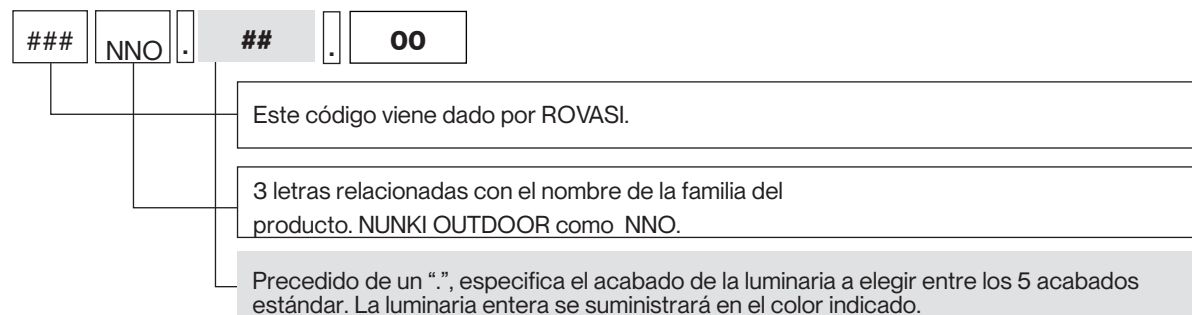 ### NNO . ## . 00
Este código viene dado por ROVASI.
3 letras relacionadas con el nombre de la familia del
producto. NUNKI OUTDOOR como  NNO.
Precedido de un “.”, especifica el acabado de la luminaria a elegir entre los 5 acabados
estándar. La luminaria entera se suministrará en el color indicado.